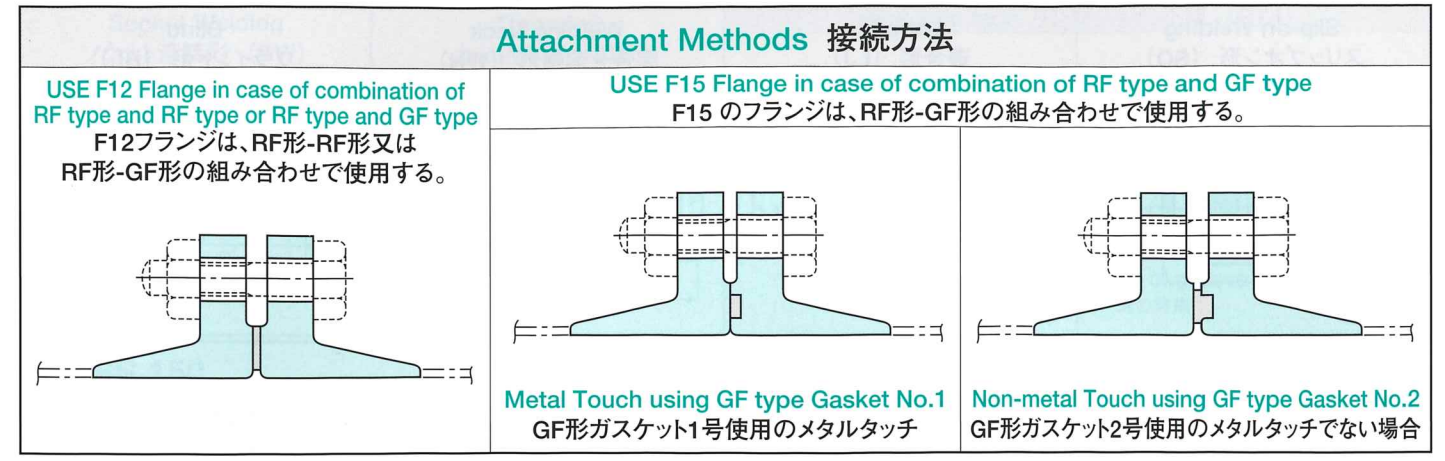 Attachment Methods 接続方法
USE F12 Flange in case of combination of
RF type and RF type or RF type and GF type
F12フランジは、RF形-RF形又は
RF形-GF形の組み合わせで使用する。
USE F15 Flange in case of combination of RF type and GF type
F15 のフランジは、RF形-GF形の組み合わせで使用する。
Metal Touch using GF type Gasket No.1
GF形ガスケット1号使用のメタルタッチ
Non-metal Touch using GF type Gasket No.2
GF形ガスケット2号使用のメタルタッチでない場合